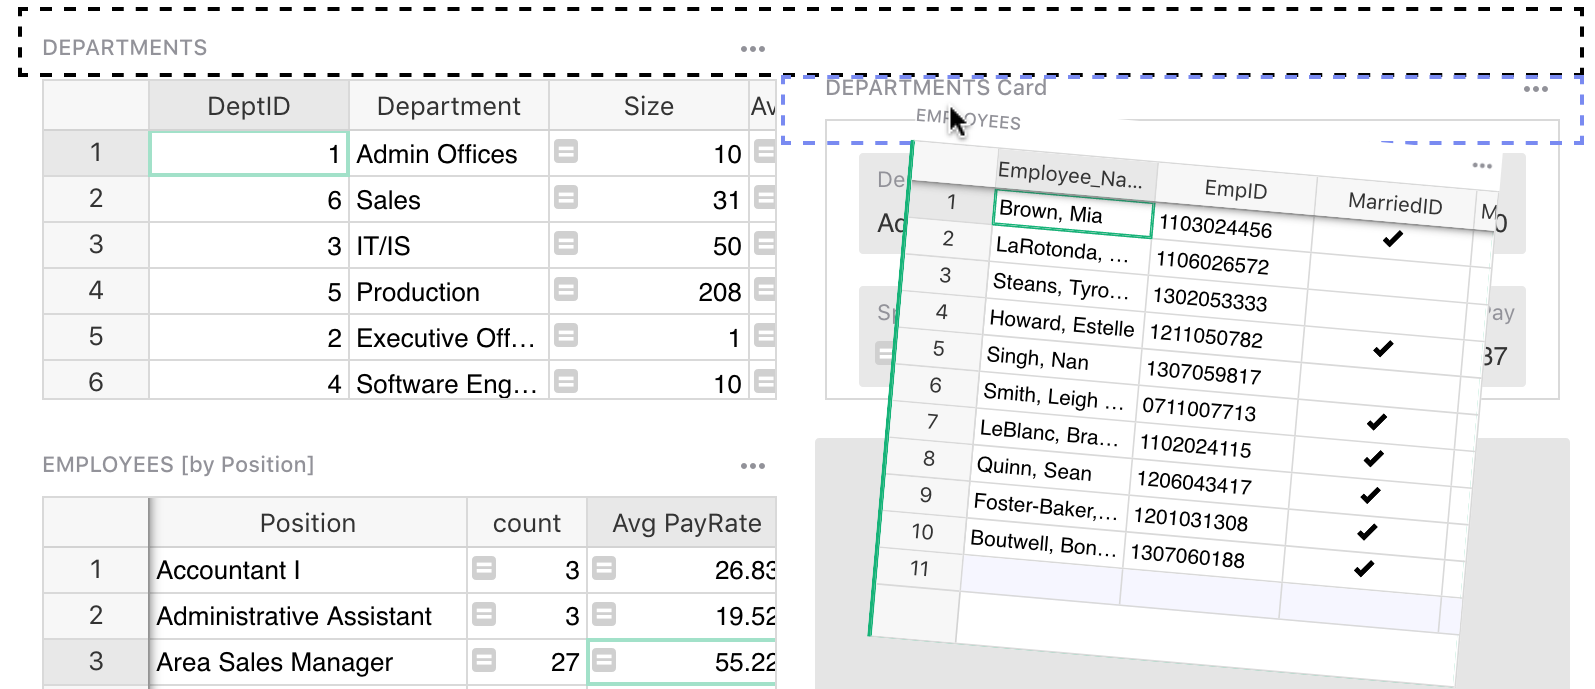 DEPARTMENTS
DeptID Department Size Av
1 1 Admin Offices 10
2 6 Sales 31
3 3 IT/IS 50
4 5 Production 208
5 2 Executive Off… 1
6 4 Software Eng… 10
EMPLOYEES [by Position]
Position count Avg PayRate
1 Accountant I 3 26.83
2 Administrative Assistant 3 19.52
3 Area Sales Manager 27 55.22
DEPARTMENTS Card
De
Ad 0
Sp Pay
37
EMPLOYEES
Employee_Na... EmpID MarriedID M
1 Brown, Mia 1103024456
2 LaRotonda, … 1106026572
3 Steans, Tyro… 1302053333
4 Howard, Estelle 1211050782
5 Singh, Nan 1307059817
6 Smith, Leigh … 0711007713
7 LeBlanc, Bra… 1102024115
8 Quinn, Sean 1206043417
9 Foster-Baker,… 1201031308
10 Boutwell, Bon… 1307060188
11